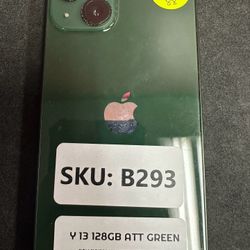 SKU: B293
Y 13 128GB ATT GREEN